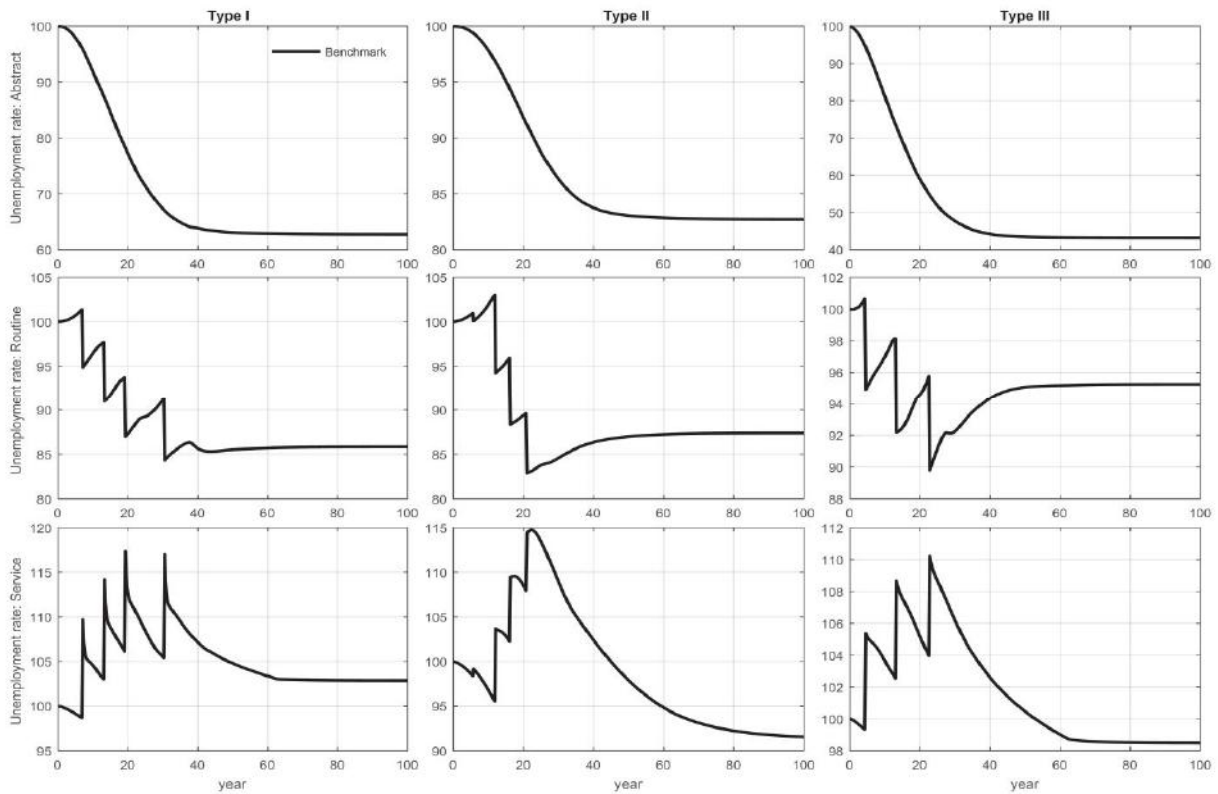 Type I Type II Type III
Unemployment rate: Abstract
100 90 80 70 60
Benchmark
100 95 90 85 80
100 90 80 70 60 50 40
0 20 40 60 80 100 0 20 40 60 80 100 0 20 40 60 80 100
Unemployment rate: Routine
105 100 95 90 85 80
105 100 95 90 85 80
102 100 98 96 94 92 90 88
0 20 40 60 80 100 0 20 40 60 80 100 0 20 40 60 80 100
Unemployment rate: Service
120 115 110 105 100 95
115 110 105 100 95 90
112 110 108 106 104 102 100 98
0 20 40 60 80 100 0 20 40 60 80 100 0 20 40 60 80 100
year year year